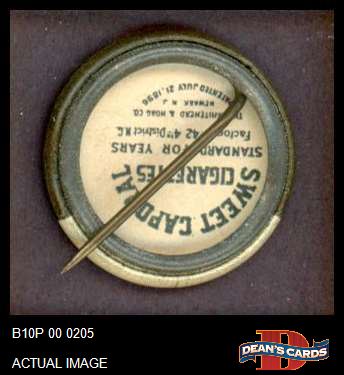 SWEET CAPORAL
CIGARETTES
STANDARD FOR YEARS
Factory 42 4th District N.C.
THE WHITEHEAD & HOAG CO.
NEWARK N.J.
PATENTED JULY 21, 1896
B10P 00 0205
ACTUAL IMAGE
D
DEAN'S CARDS